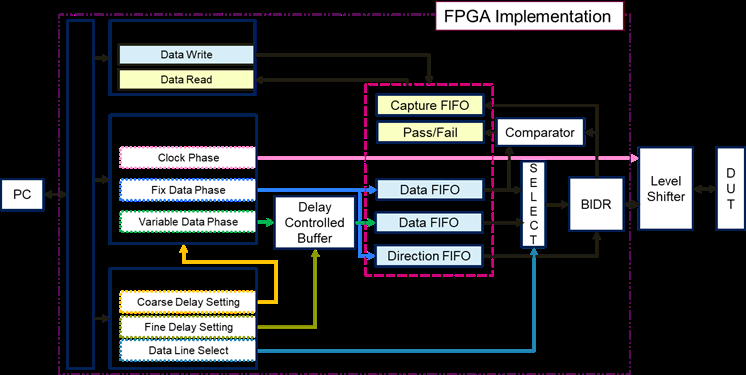 FPGA Implementation
Data Write
Data Read
Capture FIFO
Pass/Fail
Comparator
Clock Phase
PC
Fix Data Phase
Variable Data Phase
Delay
Controlled
Buffer
Data FIFO
Data FIFO
Direction FIFO
SELECT
BIDR
Level
Shifter
DUT
Coarse Delay Setting
Fine Delay Setting
Data Line Select